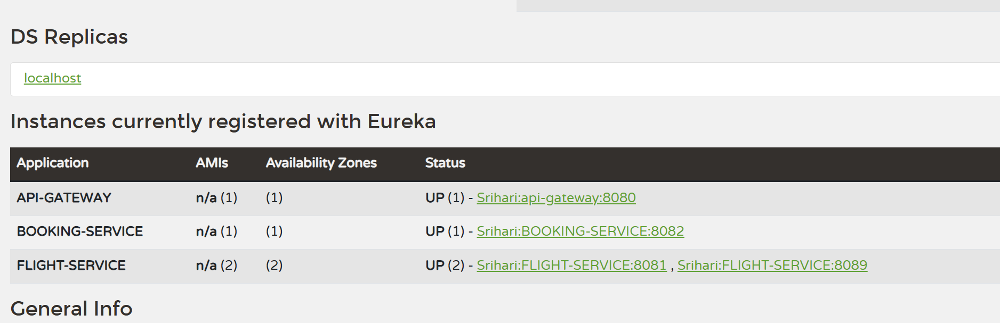 DS Replicas
localhost
Instances currently registered with Eureka
Application AMIs Availability Zones Status
API-GATEWAY n/a (1) (1) UP (1) - Srihari:api-gateway:8080
BOOKING-SERVICE n/a (1) (1) UP (1) - Srihari:BOOKING-SERVICE:8082
FLIGHT-SERVICE n/a (2) (2) UP (2) - Srihari:FLIGHT-SERVICE:8081 , Srihari:FLIGHT-SERVICE:8089
General Info